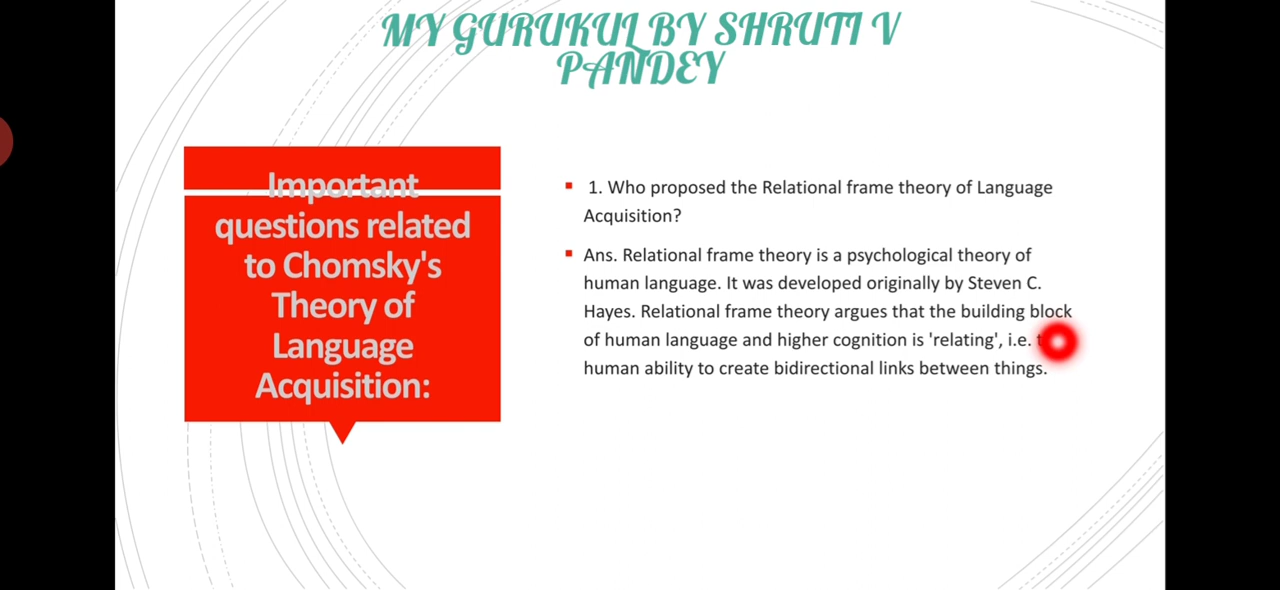 MY GURUKUL BY SHRUTI V
PANDEY
Important
questions related
to Chomsky's
Theory of
Language
Acquisition:
1. Who proposed the Relational frame theory of Language
Acquisition?
Ans. Relational frame theory is a psychological theory of
human language. It was developed originally by Steven C.
Hayes. Relational frame theory argues that the building block
of human language and higher cognition is 'relating', i.e.
human ability to create bidirectional links between things.